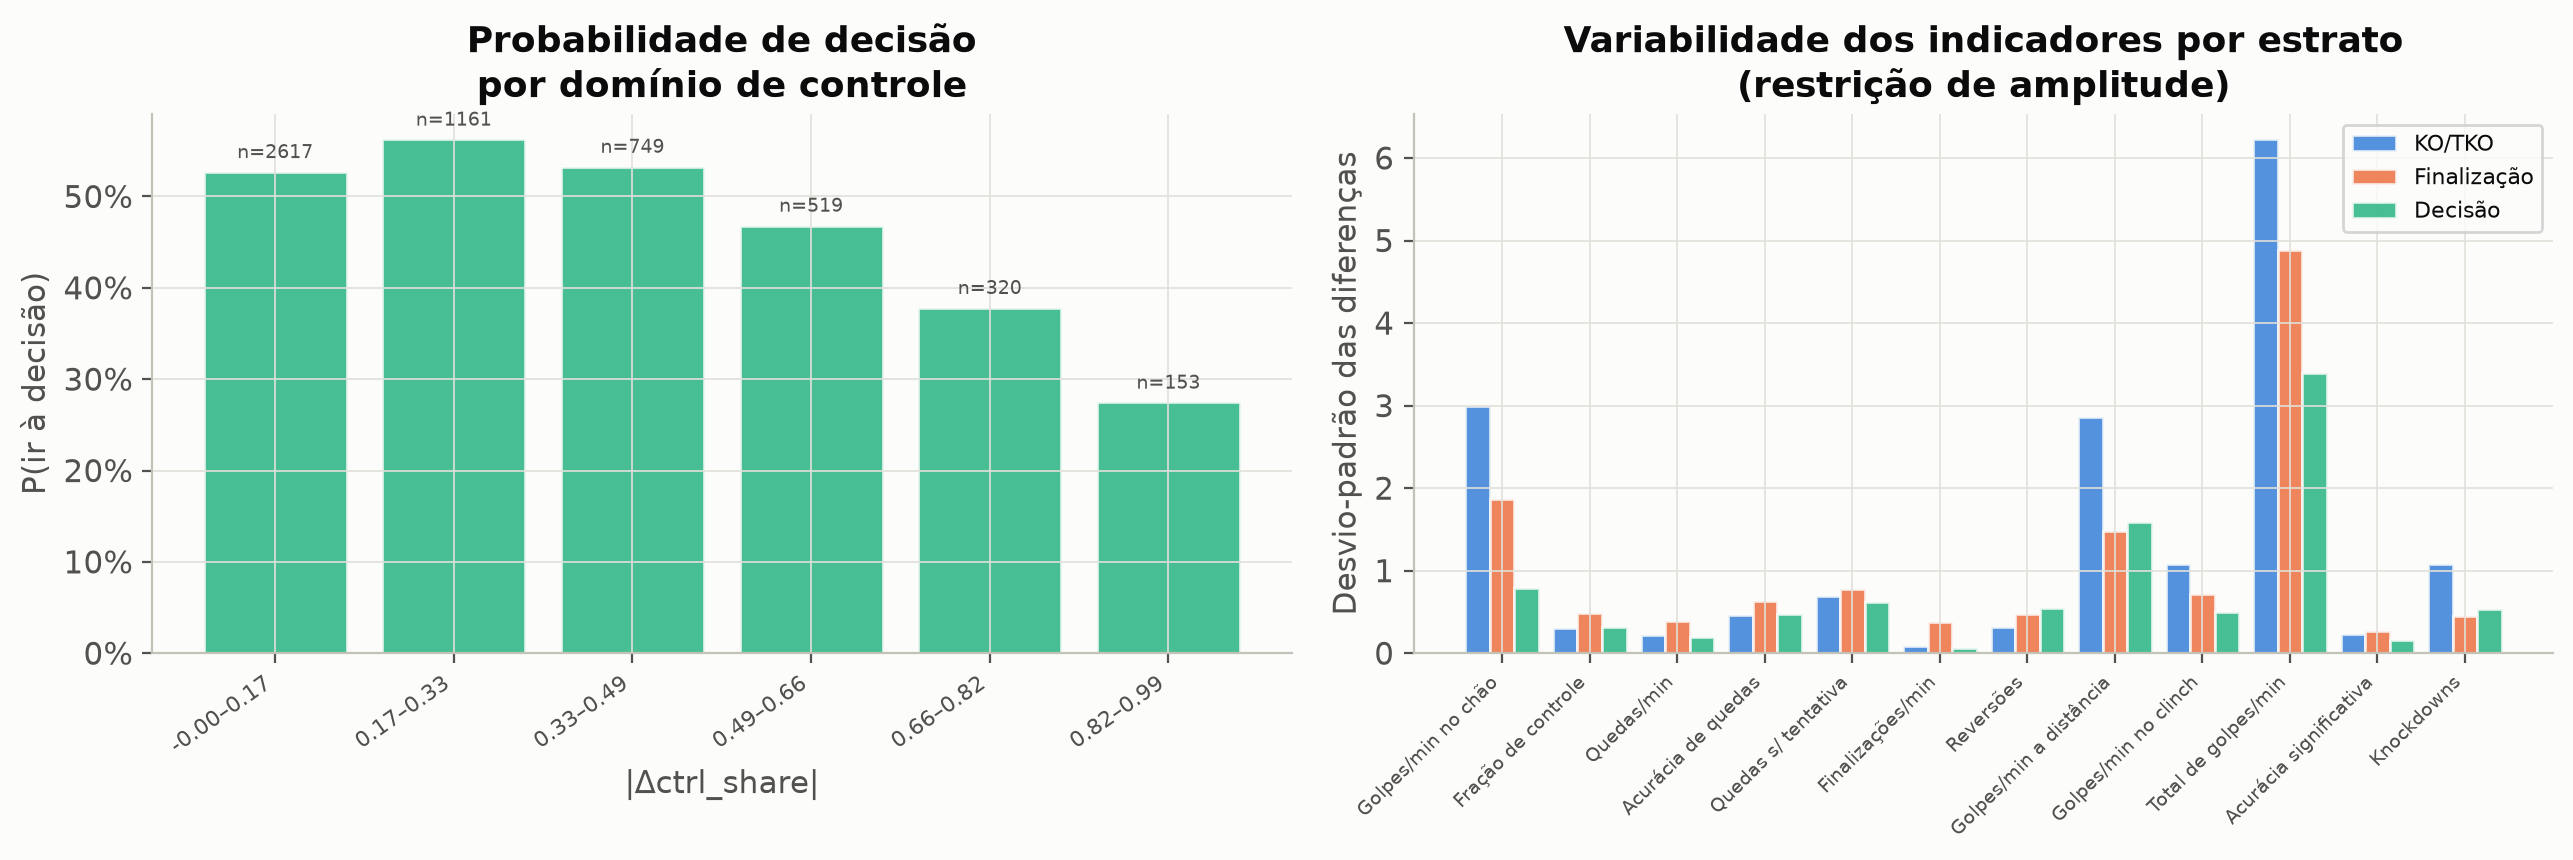 Probabilidade de decisão
por domínio de controle
P(ir à decisão)
50%
40%
30%
20%
10%
0%
n=2617
n=1161
n=749
n=519
n=320
n=153
-0.00–0.17
0.17–0.33
0.33–0.49
0.49–0.66
0.66–0.82
0.82–0.99
|Δctrl_share|
Variabilidade dos indicadores por estrato
(restrição de amplitude)
Desvio-padrão das diferenças
6
5
4
3
2
1
0
KO/TKO
Finalização
Decisão
Golpes/min no chão
Fração de controle
Quedas/min
Acurácia de quedas
Quedas s/ tentativa
Finalizações/min
Reversões
Golpes/min a distância
Golpes/min no clinch
Total de golpes/min
Acurácia significativa
Knockdowns